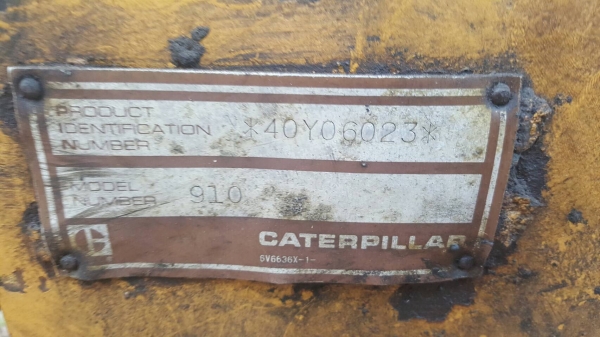 PRODUCT
IDENTIFICATION *40Y06023*
NUMBER
MODEL
NUMBER 910
CATERPILLAR
6V6636X-1-